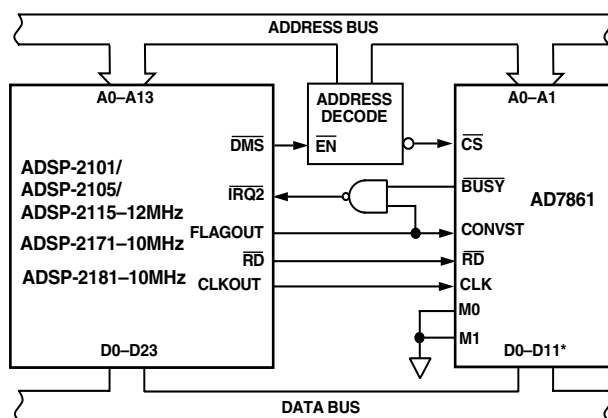 ADDRESS BUS
A0–A13
ADDRESS
DECODE
A0–A1
DMS
EN
CS
ADSP-2101/
ADSP-2105/
ADSP-2115–12MHz
ADSP-2171–10MHz
ADSP-2181–10MHz
IRQ2
BUSY
AD7861
FLAGOUT
CONVST
RD
RD
CLKOUT
CLK
M0
M1
D0–D23
D0–D11*
DATA BUS